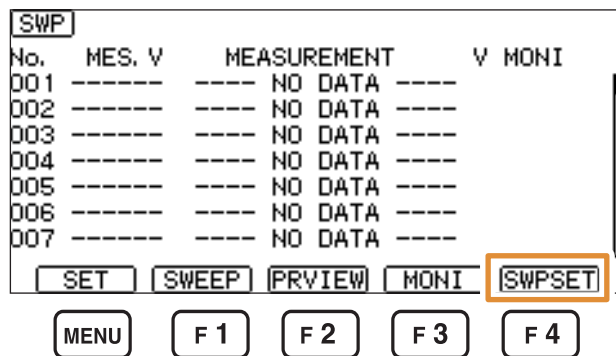 SWP
No. MES. V MEASUREMENT V MONI
001 ------ ---- NO DATA ----
002 ------ ---- NO DATA ----
003 ------ ---- NO DATA ----
004 ------ ---- NO DATA ----
005 ------ ---- NO DATA ----
006 ------ ---- NO DATA ----
007 ------ ---- NO DATA ----
SET SWEEP PRVIEW MONI SWPSET
MENU F1 F2 F3 F4